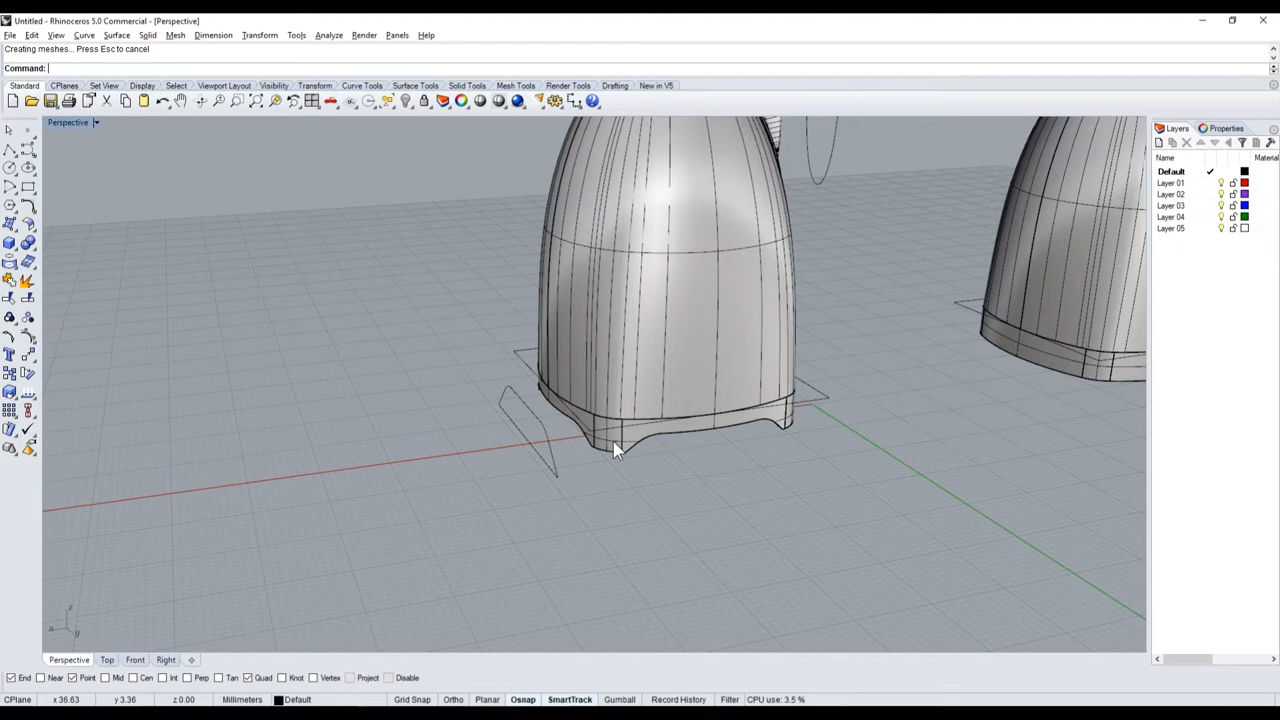 Untitled - Rhinoceros 5.0 Commercial - [Perspective]
File Edit View Curve Surface Solid Mesh Dimension Transform Tools Analyze Render Panels Help
Creating meshes... Press Esc to cancel
Command:
Standard CPlanes Set View Display Select Viewport Layout Visibility Transform Curve Tools Surface Tools Solid Tools Mesh Tools Render Tools Drafting New in V5
Perspective
Layers Properties
Name Material
Default
Layer 01
Layer 02
Layer 03
Layer 04
Layer 05
z
x y
Perspective Top Front Right
End Near Point Mid Cen Int Perp Tan Quad Knot Vertex Project Disable
CPlane x 36.63 y 3.36 z 0.00 Millimeters Default Grid Snap Ortho Planar Osnap SmartTrack Gumball Record History Filter CPU use: 3.5 %